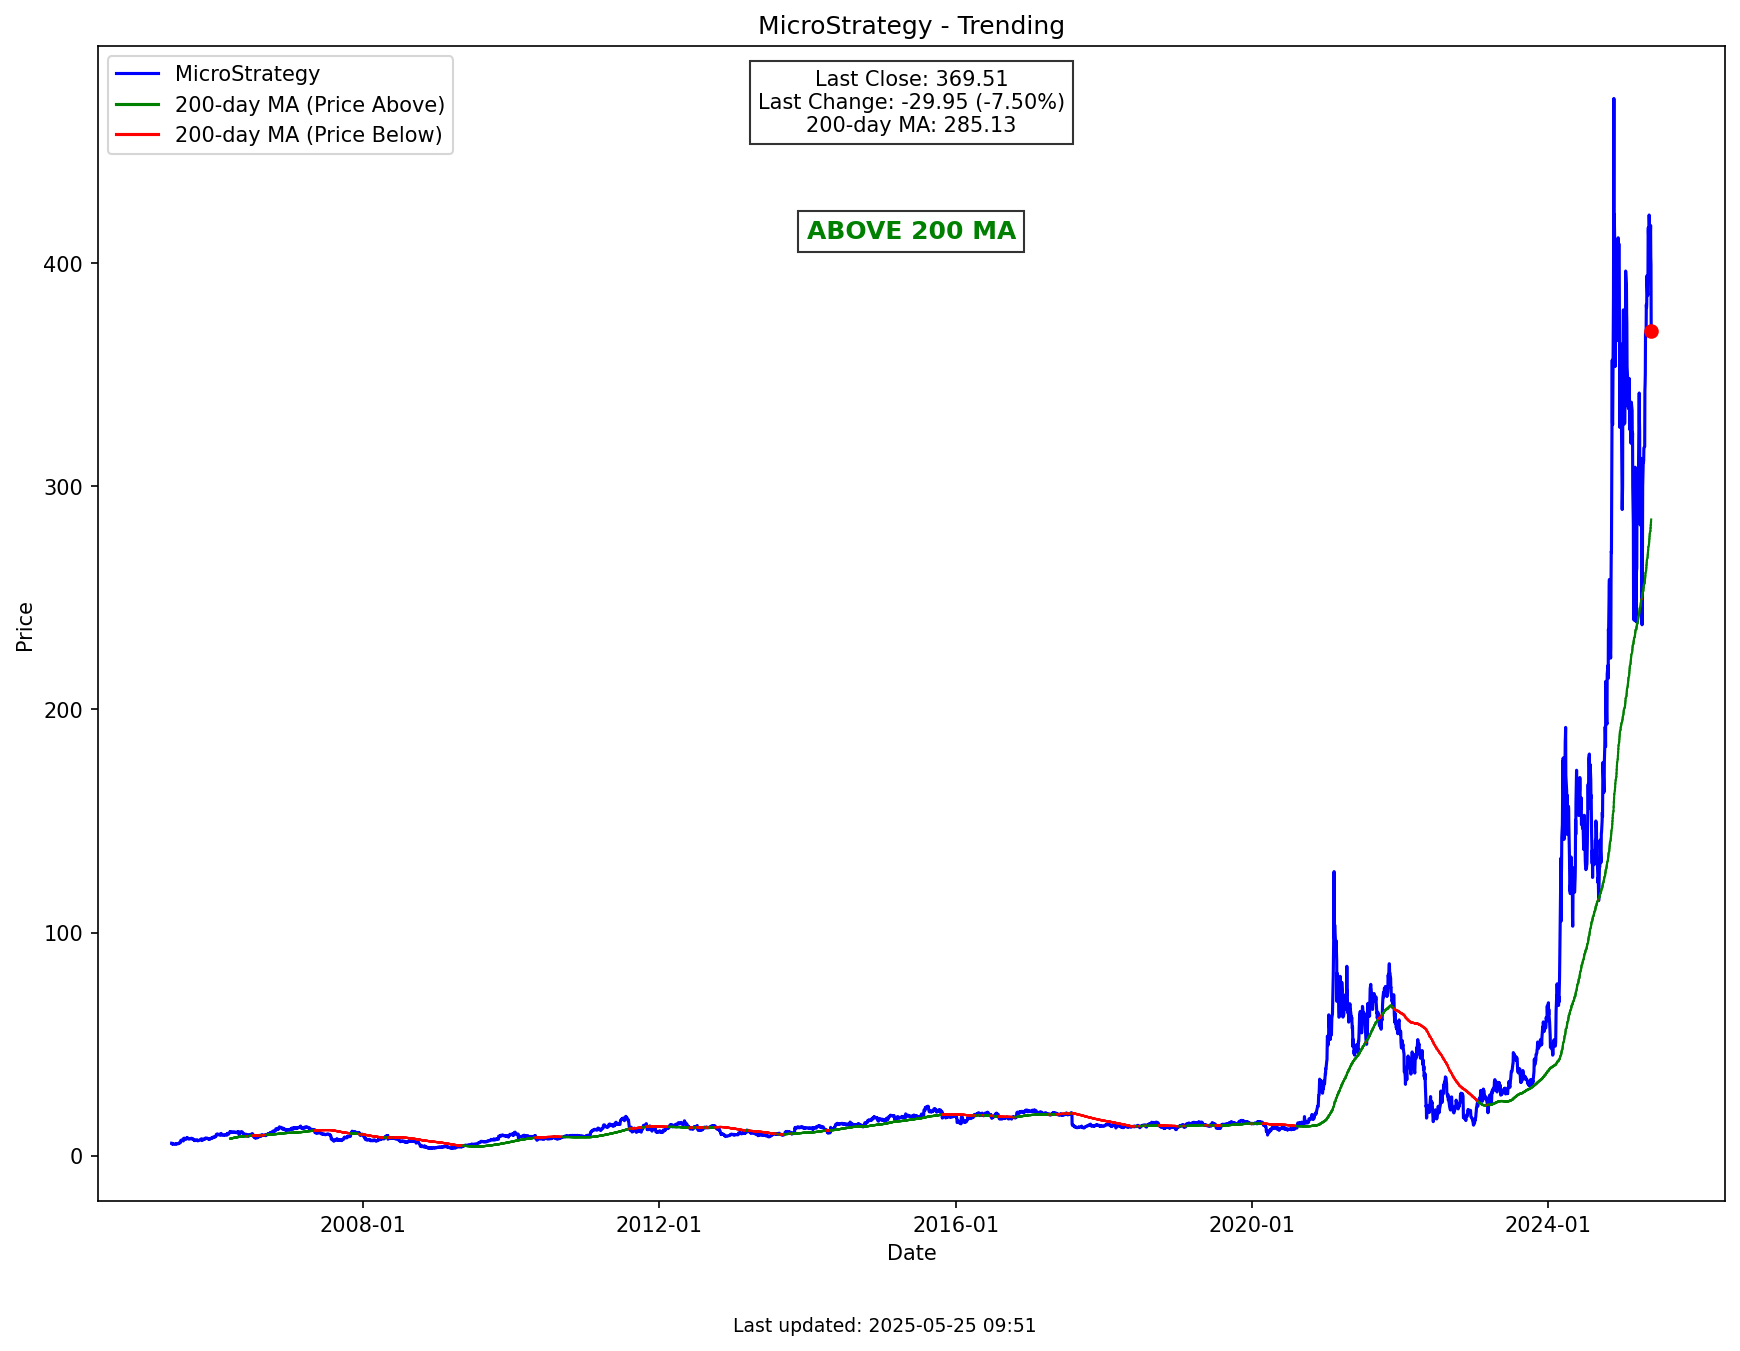 MicroStrategy - Trending
MicroStrategy
200-day MA (Price Above)
200-day MA (Price Below)
Last Close: 369.51
Last Change: -29.95 (-7.50%)
200-day MA: 285.13
ABOVE 200 MA
400
300
200
100
0
Price
2008-01
2012-01
2016-01
2020-01
2024-01
Date
Last updated: 2025-05-25 09:51